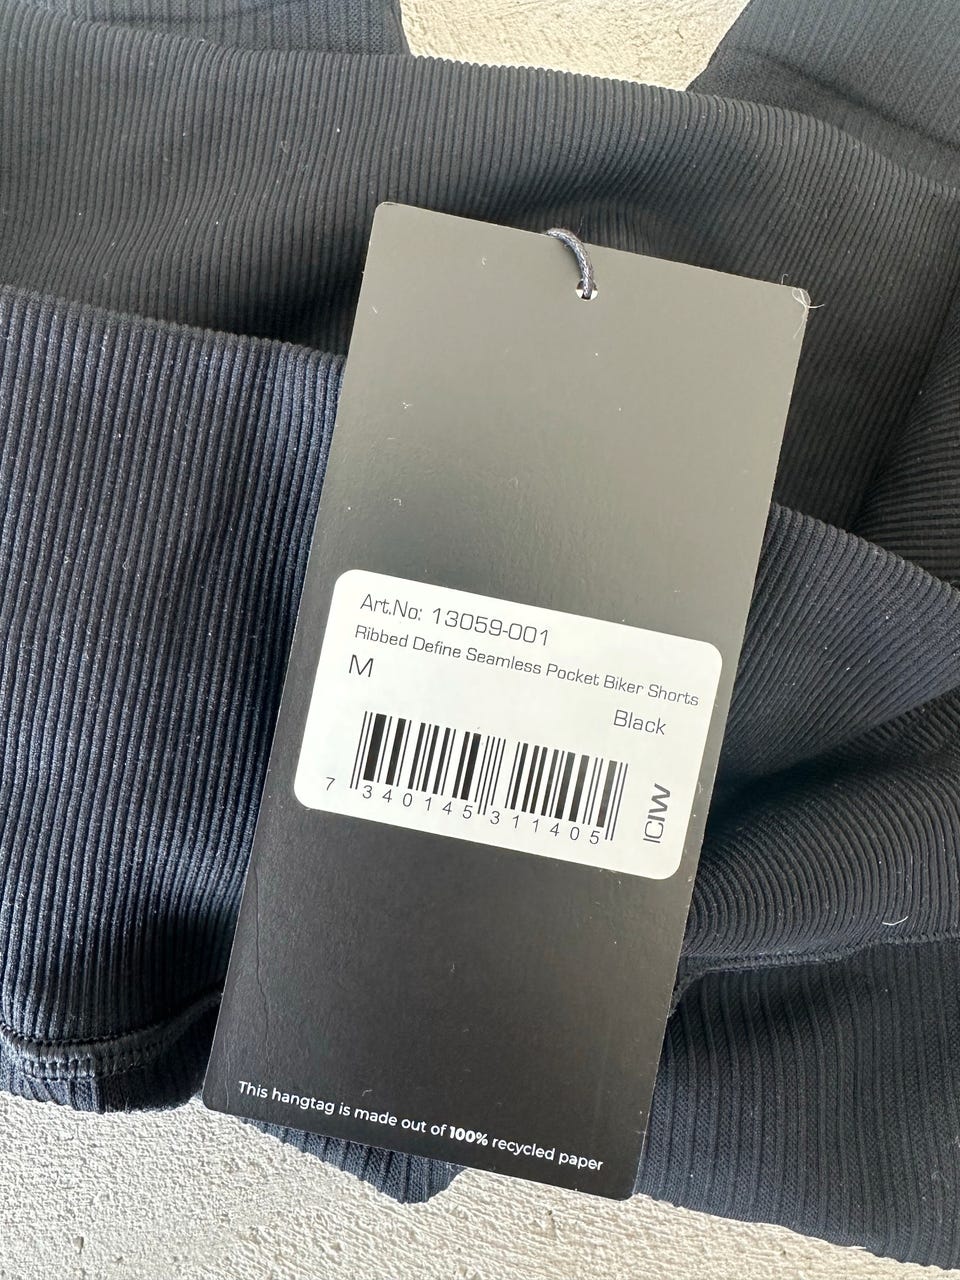 Art.No: 13059-001
Ribbed Define Seamless Pocket Biker Shorts
M
Black
7 340145 311405
ICIW
This hangtag is made out of 100% recycled paper